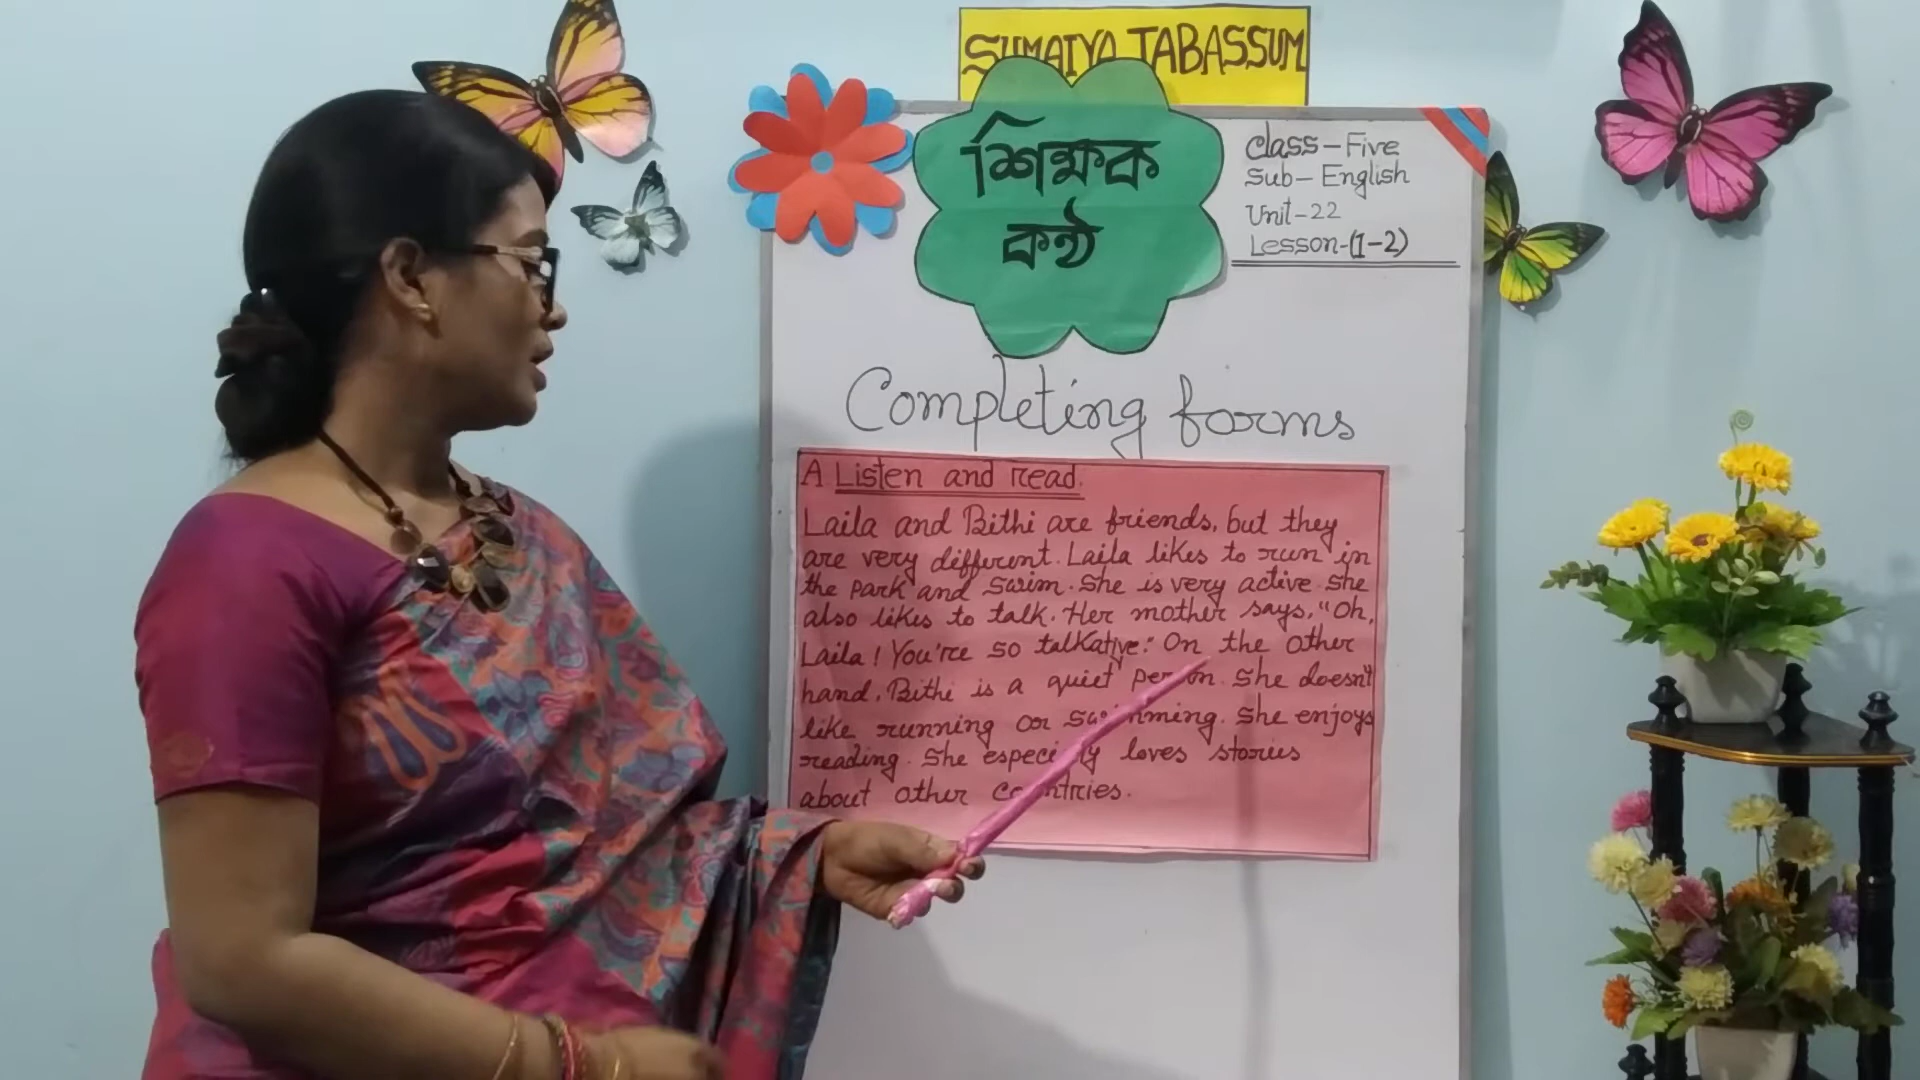 SUMAIYA TABASSUM
শিক্ষক
কন্ঠ
Class-Five
Sub-English
Unit-22
Lesson-(1-2)
Completing forms
A Listen and read.
Laila and Bithi are friends, but they
are very different. Laila likes to run in
the park and swim. She is very active. She
also likes to talk. Her mother says, "Oh,
Laila! You're so talkative." On the other
hand, Bithi is a quiet person. She doesn't
like running or swimming. She enjoys
reading. She especially loves stories
about other countries.